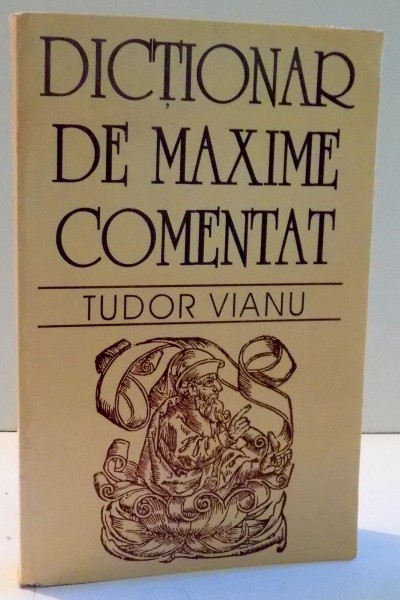 DICȚIONAR
DE MAXIME
COMENTAT
TUDOR VIANU